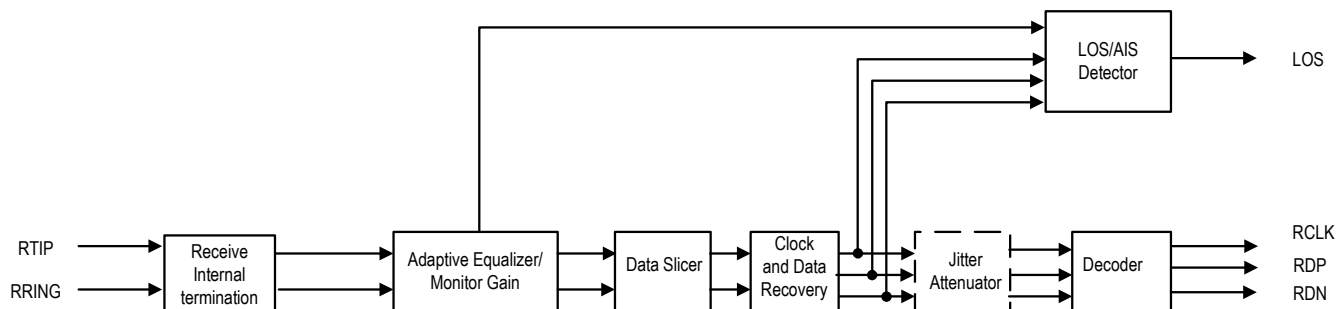 LOS/AIS
Detector
LOS
RTIP
RRING
Receive
Internal
termination
Adaptive Equalizer/
Monitor Gain
Data Slicer
Clock
and Data
Recovery
Jitter
Attenuator
Decoder
RCLK
RDP
RDN